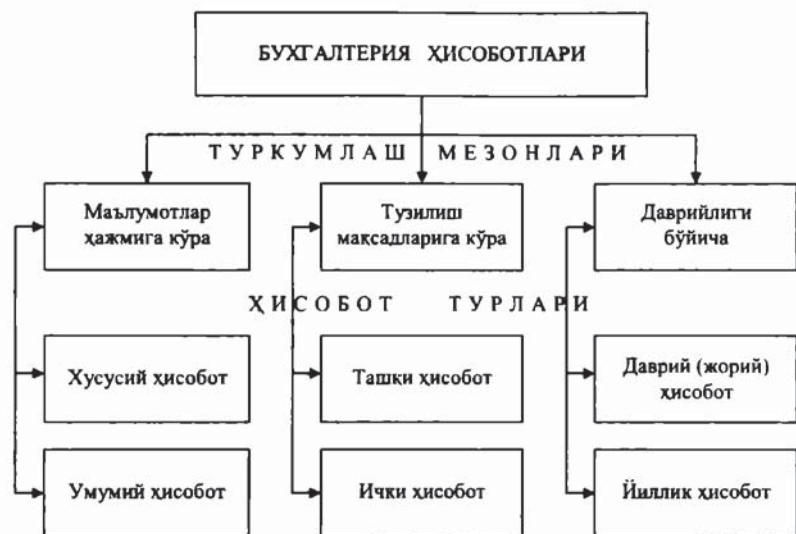 БУХГАЛТЕРИЯ ҲИСОБОТЛАРИ
ТУРКУМЛАШ МЕЗОНЛАРИ
Маълумотлар
ҳажмига кўра
Тузилиш
мақсадларига кўра
Даврийлиги
бўйича
ҲИСОБОТ ТУРЛАРИ
Хусусий ҳисобот
Ташқи ҳисобот
Даврий (жорий)
ҳисобот
Умумий ҳисобот
Ички ҳисобот
Йиллик ҳисобот